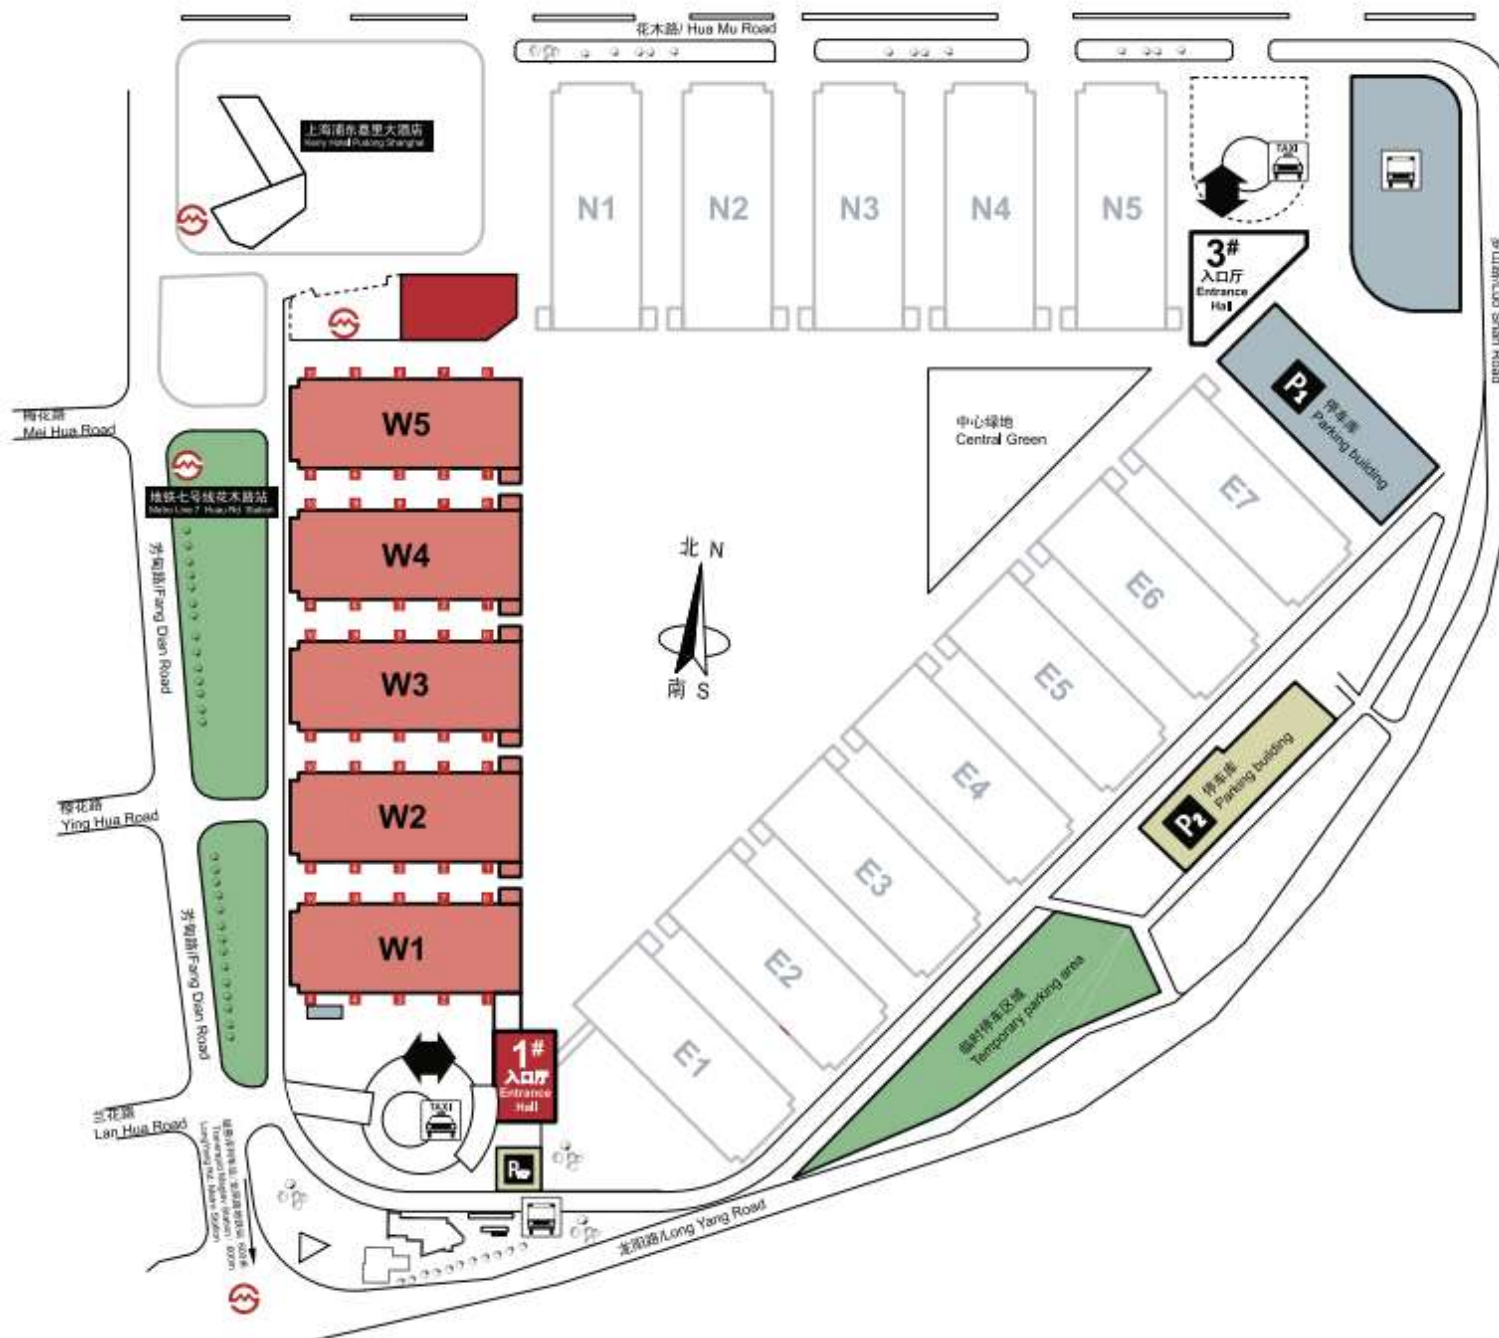 花木路/ Hua Mu Road
上海浦东嘉里大酒店
Kerry Hotel Pudong Shanghai
TAXI
N1
N2
N3
N4
N5
3#
入口厅
Entrance
Hall
P1
停车库
Parking building
中心绿地
Central Green
梅花路
Mei Hua Road
W5
W4
W3
W2
W1
地铁七号线花木路站
芳甸路/Fang Dian Road
北 N
南 S
E7
E6
E5
E4
E3
E2
E1
停车库
Parking building
P2
樱花路
Ying Hua Road
芳甸路/Fang Dian Road
临时停车区域
Temporary parking area
1#
入口厅
Entrance
Hall
TAXI
兰花路
Lan Hua Road
龙阳路/Long Yang Road